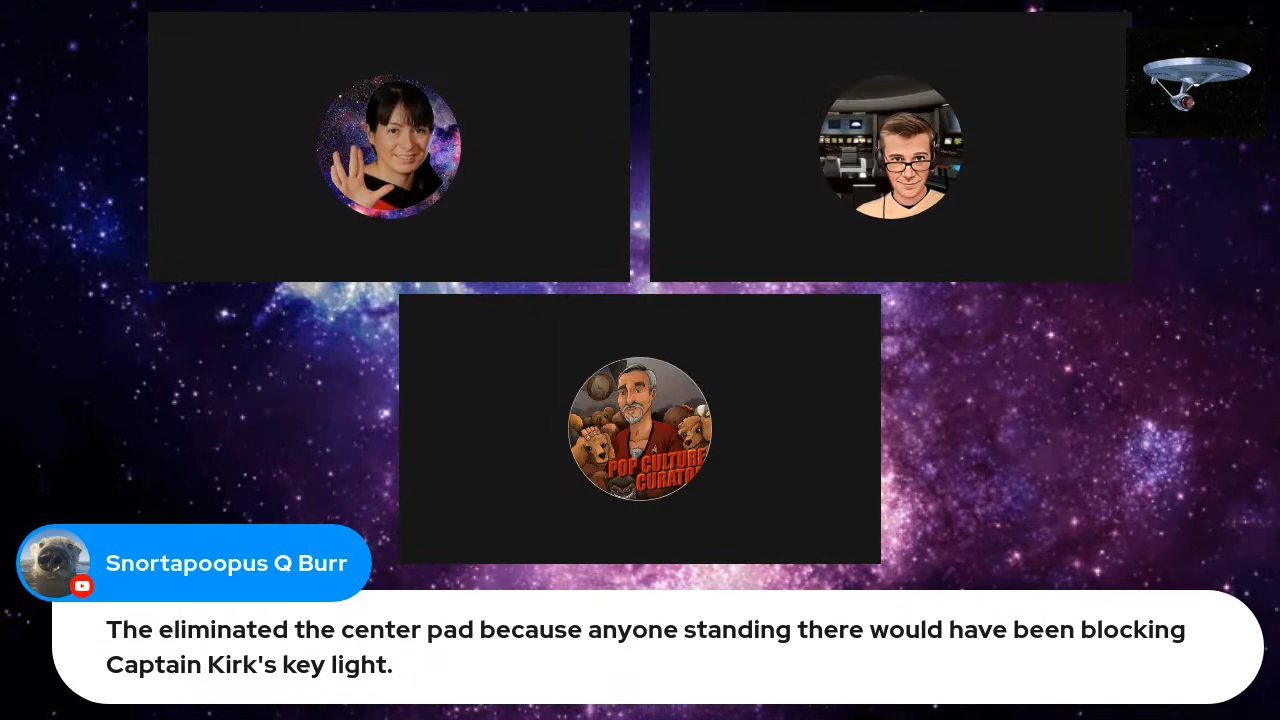 POP CULTURE
CURATO
Snortapoopus Q Burr
The eliminated the center pad because anyone standing there would have been blocking
Captain Kirk's key light.